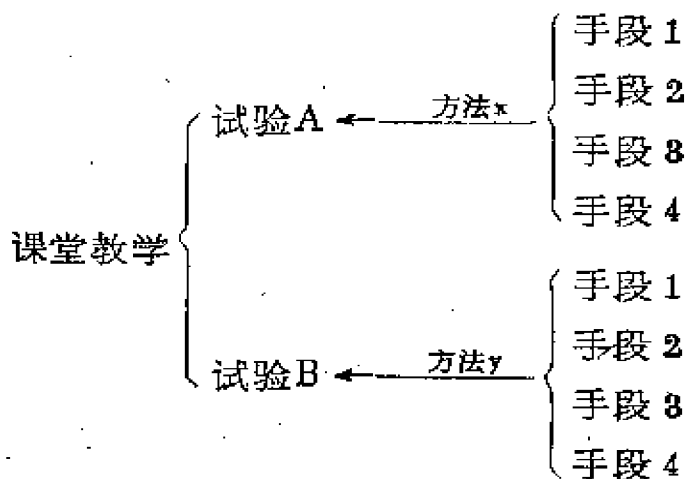 手段 1
方法x
手段 2
试验A
手段 3
手段 4
课堂教学
手段 1
方法y
手段 2
试验B
手段 3
手段 4